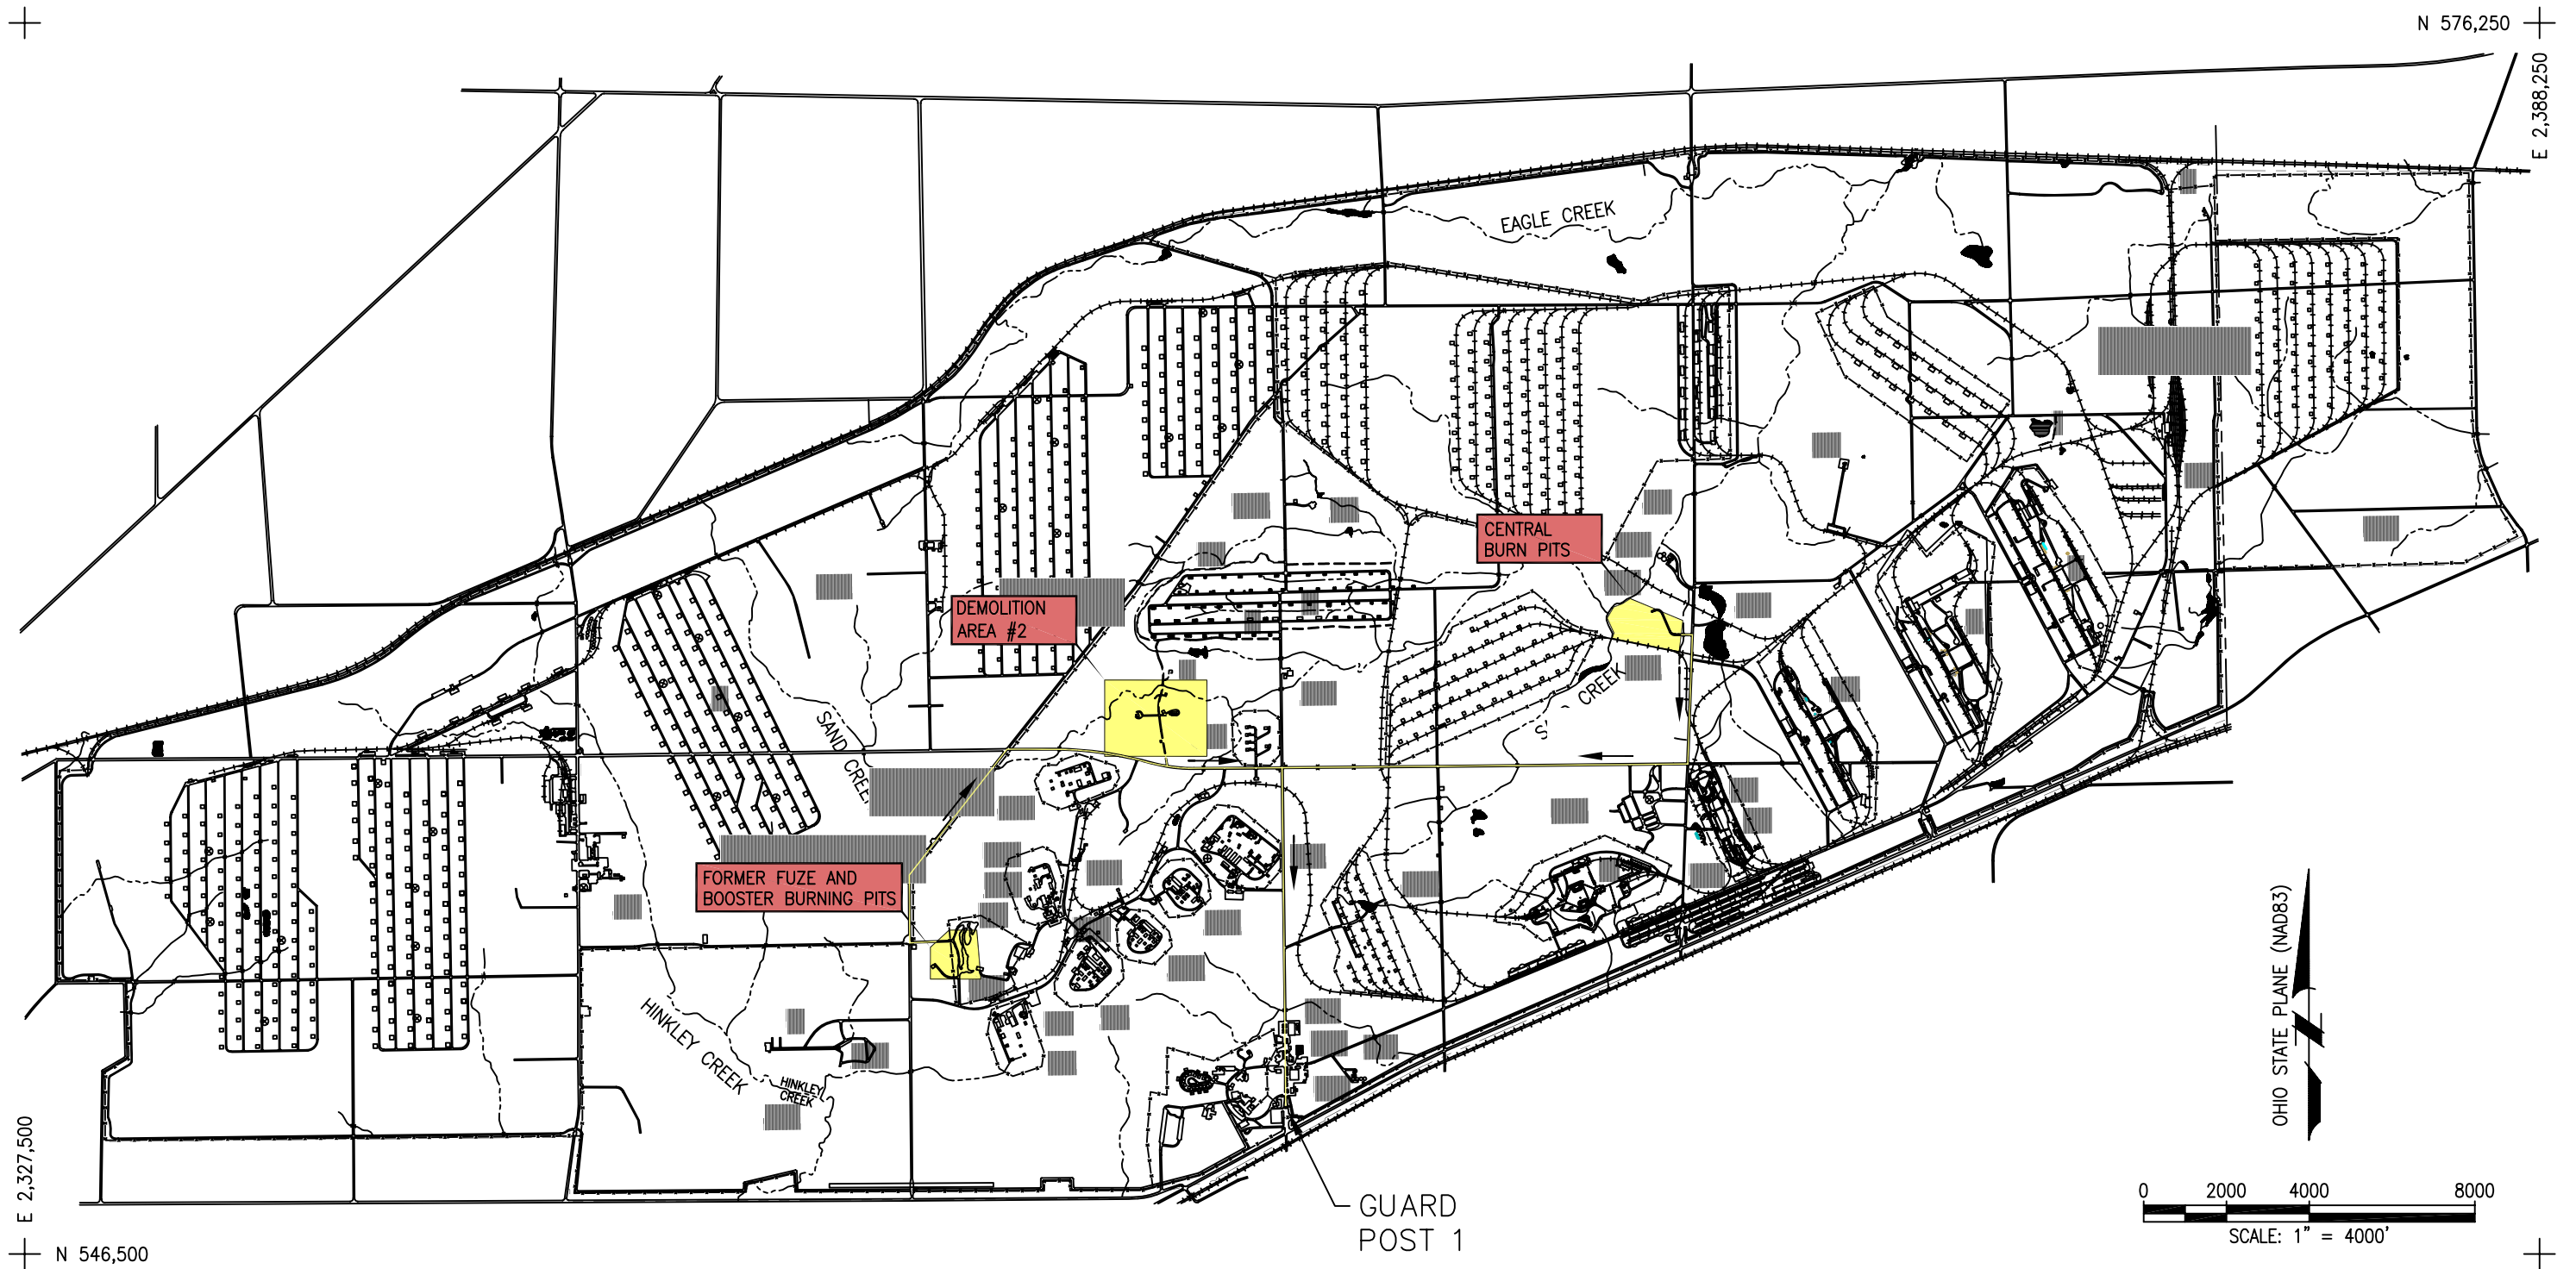 N 576,250
E 2,388,250
EAGLE CREEK
CENTRAL
BURN PITS
DEMOLITION
AREA #2
CREEK
SAND CREEK
FORMER FUZE AND
BOOSTER BURNING PITS
HINKLEY CREEK
HINKLEY
CREEK
OHIO STATE PLANE (NAD83)
E 2,327,500
GUARD
POST 1
0 2000 4000 8000
SCALE: 1" = 4000'
N 546,500